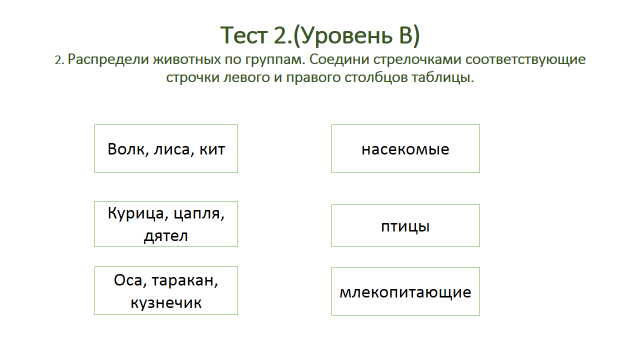 Тест 2.(Уровень В)
2. Распредели животных по группам. Соедини стрелочками соответствующие
строчки левого и правого столбцов таблицы.
Волк, лиса, кит
насекомые
Курица, цапля,
дятел
птицы
Оса, таракан,
кузнечик
млекопитающие